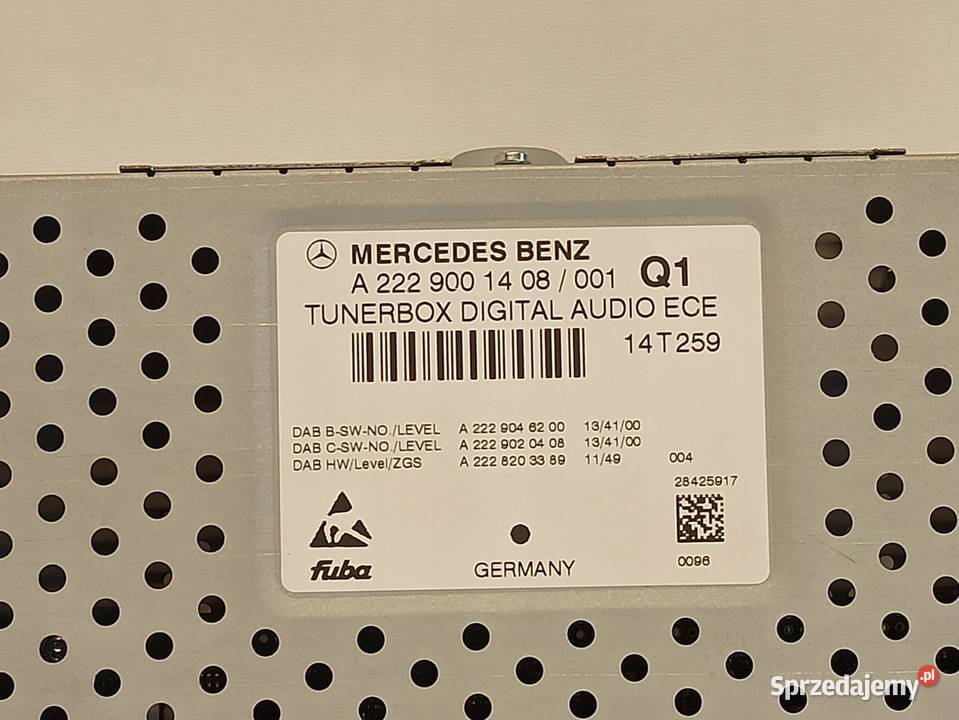 MERCEDES BENZ
A 222 900 14 08 / 001 Q1
TUNERBOX DIGITAL AUDIO ECE
14T259
DAB B-SW-NO./LEVEL A 222 904 62 00 13/41/00
DAB C-SW-NO./LEVEL A 222 902 04 08 13/41/00
DAB HW/Level/ZGS A 222 820 33 89 11/49 004
28425917
fuba GERMANY 0096
Sprzedajemy.pl